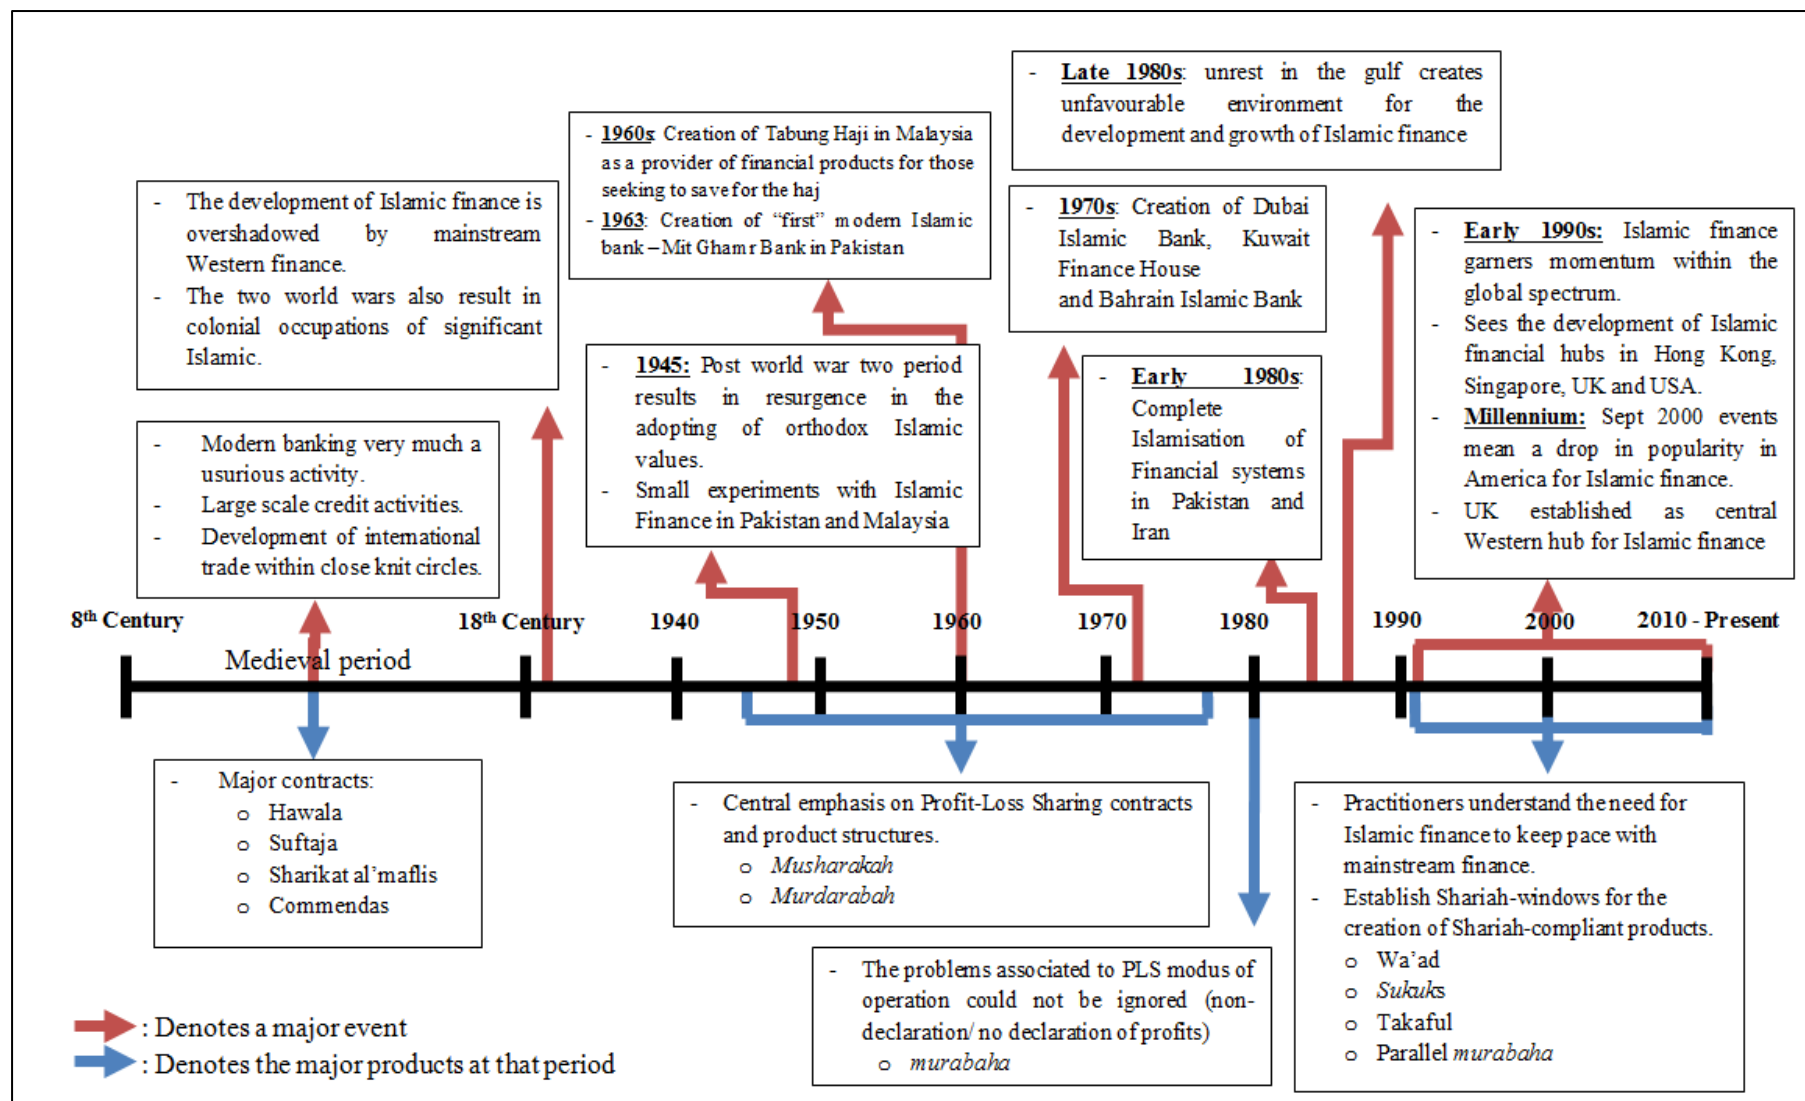 - Late 1980s: unrest in the gulf creates
unfavourable environment for the
development and growth of Islamic finance
- 1960s: Creation of Tabung Haji in Malaysia
as a provider of financial products for those
seeking to save for the haj
- 1963: Creation of “first” modern Islamic
bank – Mit Ghamr Bank in Pakistan
- The development of Islamic finance is
overshadowed by mainstream
Western finance.
- The two world wars also result in
colonial occupations of significant
Islamic.
- 1970s: Creation of Dubai
Islamic Bank, Kuwait
Finance House
and Bahrain Islamic Bank
- Early 1990s: Islamic finance
garners momentum within the
global spectrum.
- Sees the development of Islamic
financial hubs in Hong Kong,
Singapore, UK and USA.
- Millennium: Sept 2000 events
mean a drop in popularity in
America for Islamic finance.
- UK established as central
Western hub for Islamic finance
- 1945: Post world war two period
results in resurgence in the
adopting of orthodox Islamic
values.
- Small experiments with Islamic
Finance in Pakistan and Malaysia
- Early 1980s:
Complete
Islamisation of
Financial systems
in Pakistan and
Iran
- Modern banking very much a
usurious activity.
- Large scale credit activities.
- Development of international
trade within close knit circles.
8th Century 18th Century 1940 1950 1960 1970 1980 1990 2000 2010 - Present
Medieval period
- Major contracts:
o Hawala
o Suftaja
o Sharikat al’maflis
o Commendas
- Central emphasis on Profit-Loss Sharing contracts
and product structures.
o Musharakah
o Murdarabah
- The problems associated to PLS modus of
operation could not be ignored (non-
declaration/ no declaration of profits)
o murabaha
- Practitioners understand the need for
Islamic finance to keep pace with
mainstream finance.
- Establish Shariah-windows for the
creation of Shariah-compliant products.
o Wa’ad
o Sukuks
o Takaful
o Parallel murabaha
: Denotes a major event
: Denotes the major products at that period